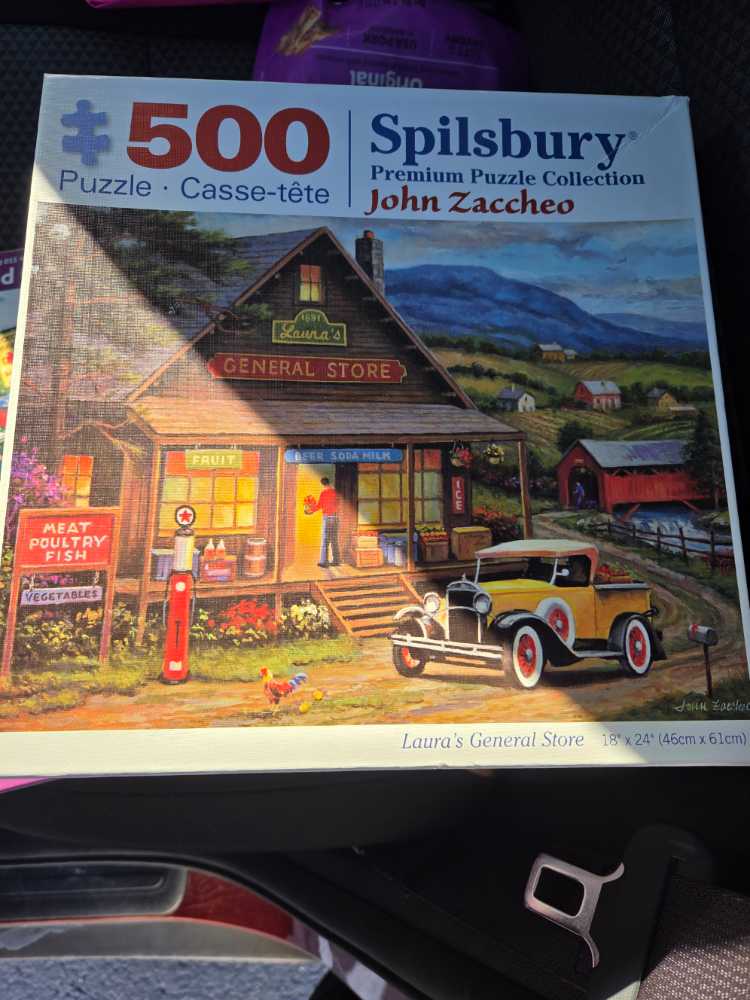 Original
500
Puzzle · Casse-tête
Spilsbury®
Premium Puzzle Collection
John Zaccheo
1891
Laura's
GENERAL STORE
FRUIT
BEER SODA MILK
ICE
MEAT
POULTRY
FISH
VEGETABLES
John Zaccheo
Laura's General Store 18" x 24" (46cm x 61cm)